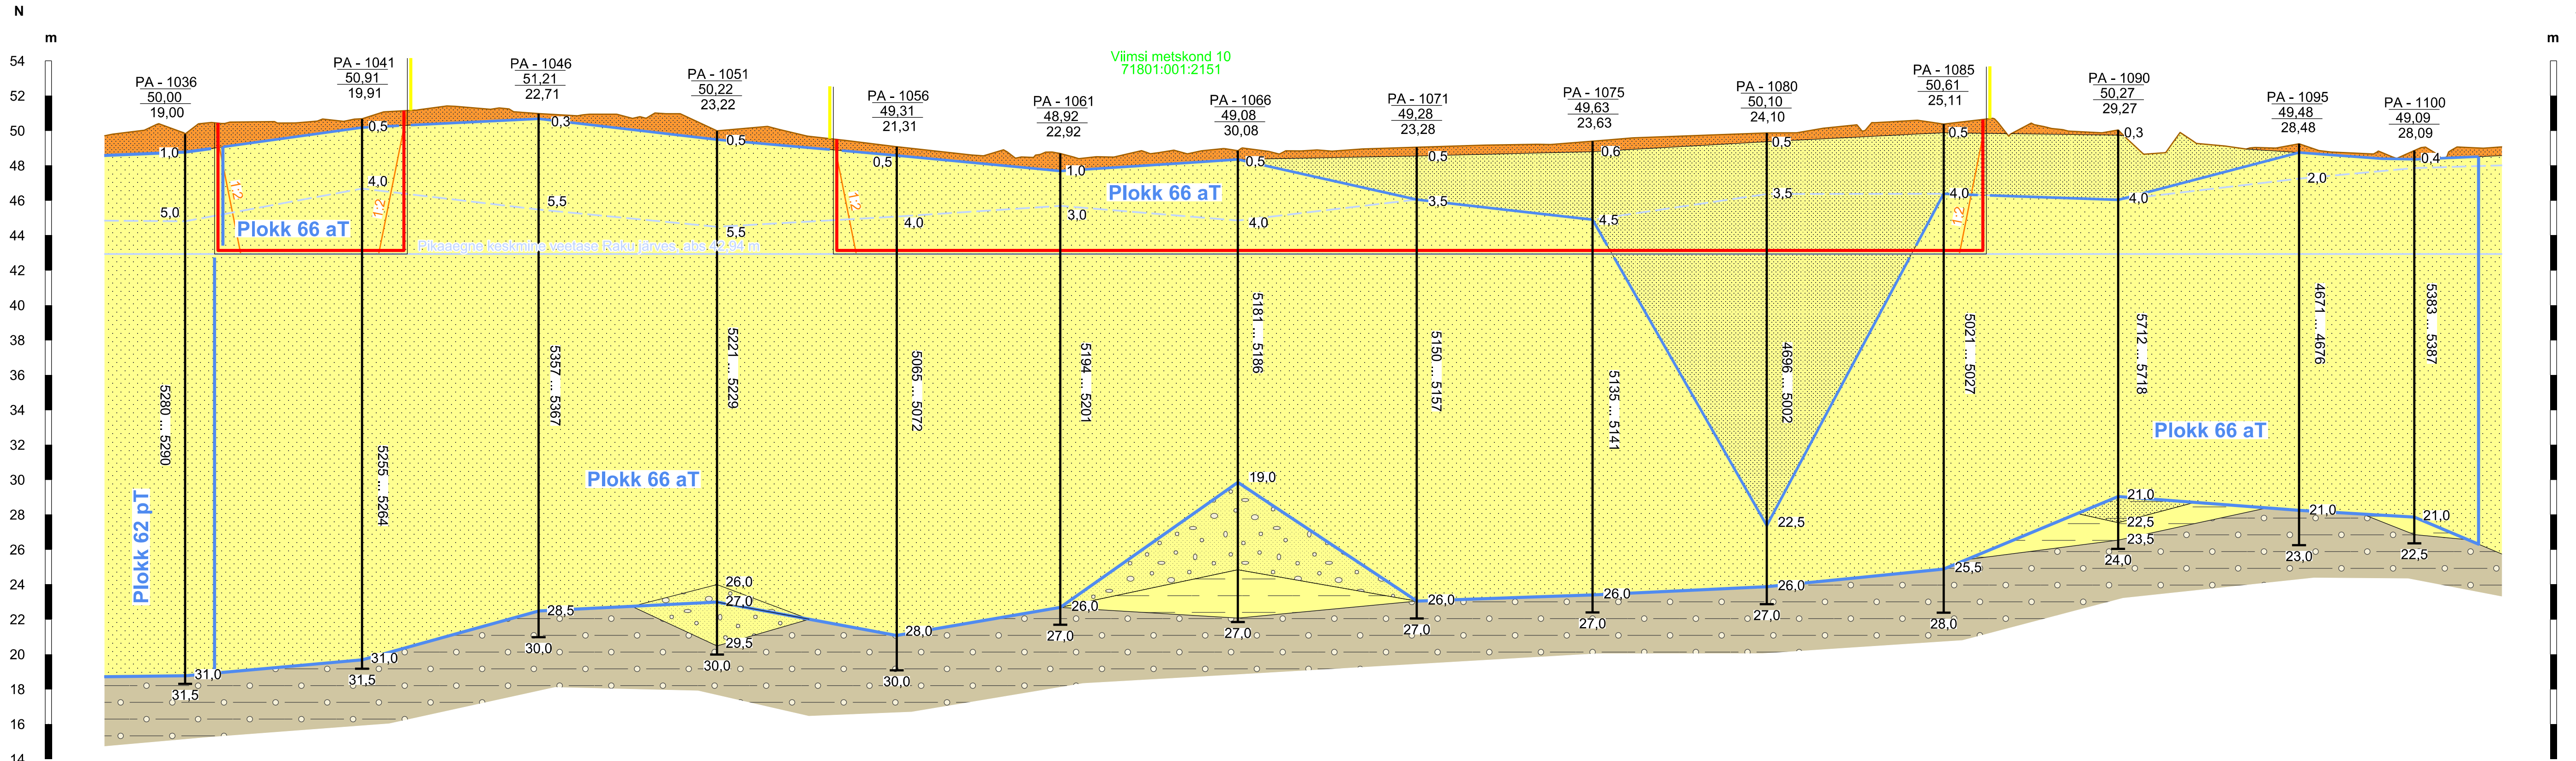 N
m
m
Viimsi metskond 10
71801:001:2151
PA - 1036
50,00
19,00
PA - 1041
50,91
19,91
PA - 1046
51,21
22,71
PA - 1051
50,22
23,22
PA - 1056
49,31
21,31
PA - 1061
48,92
22,92
PA - 1066
49,08
30,08
PA - 1071
49,28
23,28
PA - 1075
49,63
23,63
PA - 1080
50,10
24,10
PA - 1085
50,61
25,11
PA - 1090
50,27
29,27
PA - 1095
49,48
28,48
PA - 1100
49,09
28,09
54
52
50
48
46
44
42
40
38
36
34
32
30
28
26
24
22
20
18
16
14
1,0
0,5
0,3
0,5
0,5
1,0
0,5
0,5
0,6
0,5
0,5
0,3
0,4
5,0
4,0
5,5
5,5
4,0
3,0
4,0
3,5
4,5
3,5
4,0
4,0
2,0
1:2
1:2
1:2
1:2
Plokk 66 aT
Plokk 66 aT
Pikaaegne keskmine veetase Raku järves, abs 42,94 m
5280 ... 5290
5255 ... 5264
5357 ... 5367
5221 ... 5229
5065 ... 5072
5194 ... 5201
5181 ... 5186
5150 ... 5157
5135 ... 5141
4696 ... 5002
5021 ... 5027
5712 ... 5718
4671 ... 4676
5383 ... 5387
Plokk 62 pT
Plokk 66 aT
Plokk 66 aT
31,0
31,5
31,0
31,5
28,5
30,0
26,0
27,0
29,5
30,0
28,0
30,0
26,0
27,0
19,0
27,0
26,0
27,0
26,0
27,0
22,5
26,0
27,0
25,5
28,0
21,0
22,5
23,5
24,0
21,0
23,0
21,0
22,5